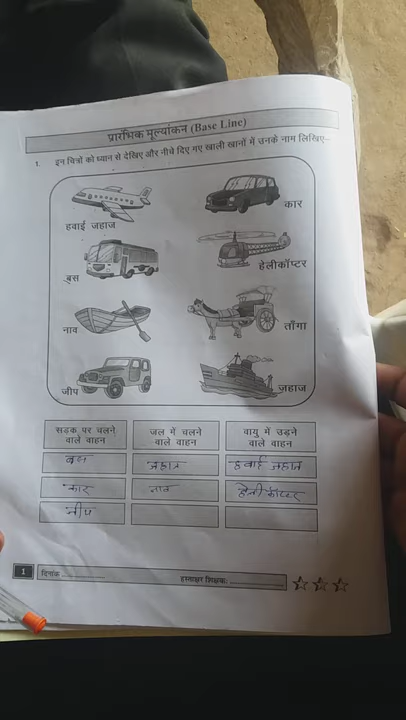 प्रारंभिक मूल्यांकन (Base Line)
1. इन चित्रों को ध्यान से देखिए और नीचे दिए गए खाली खानों में उनके नाम लिखिए–
हवाई जहाज
कार
बस
हेलीकॉप्टर
नाव
ताँगा
जीप
जहाज
सड़क पर चलने वाले वाहन
जल में चलने वाले वाहन
वायु में उड़ने वाले वाहन
बस
जहाज
हवाई जहाज
कार
नाव
हेलीकॉप्टर
जीप
1
दिनांक
हस्ताक्षर शिक्षक: